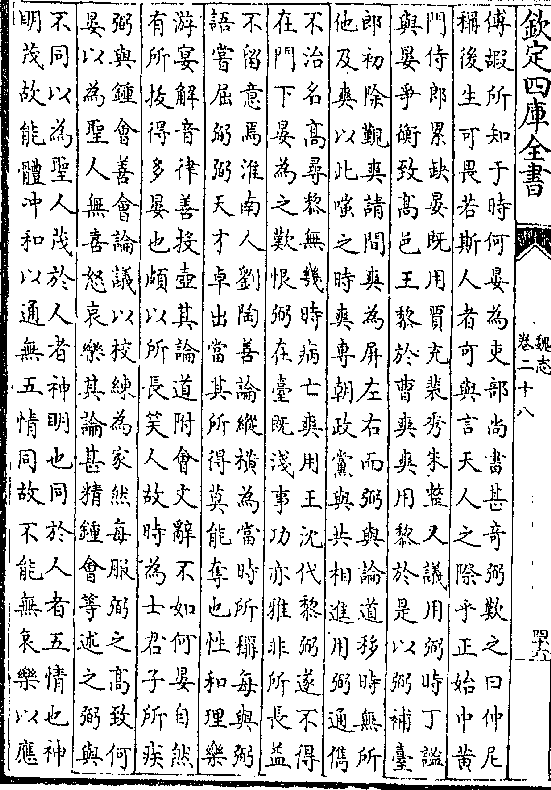 欽定四庫全書
魏志
卷二十八
傅嘏所知于時何晏為吏部尚書甚奇弼歎之曰仲尼
稱後生可畏若斯人者可與言天人之際乎正始中黄
門侍郎累缺晏既用賈充裴秀朱整又議用弼時丁謐
與晏爭衡致高邑王黎於曹爽爽用黎於是以弼補臺
郎初除覲爽請間爽為屏左右而弼與論道移時無所
他及爽以此嗤之時爽專朝政黨與共相進用弼通儁
不治名高尋黎無幾時病亡爽用王沈代黎弼遂不得
在門下晏為之歎恨弼在臺既淺事功亦雅非所長益
不留意焉淮南人劉陶善論縱横為當時所稱每與弼
語嘗屈弼弼天才卓出當其所得莫能奪也性和理樂
游宴解音律善投壺其論道附會文辭不如何晏自然
有所拔得多晏也頗以所長笑人故時為士君子所疾
弼與鍾會善會論議以校練為家然每服弼之高致何
晏以為聖人無喜怒哀樂其論甚精鍾會等述之弼與
不同以為聖人茂於人者神明也同於人者五情也神
明茂故能體冲和以通無五情同故不能無哀樂以應